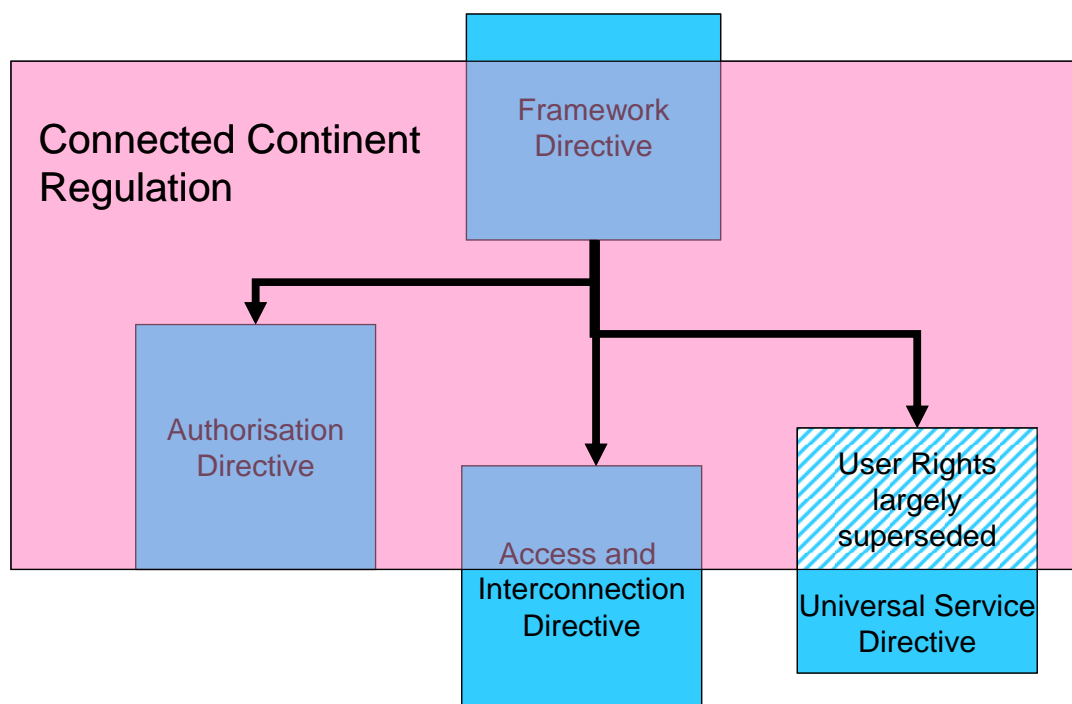 Framework
Directive
Connected Continent
Regulation
Authorisation
Directive
Access and
Interconnection
Directive
User Rights
largely
superseded
Universal Service
Directive